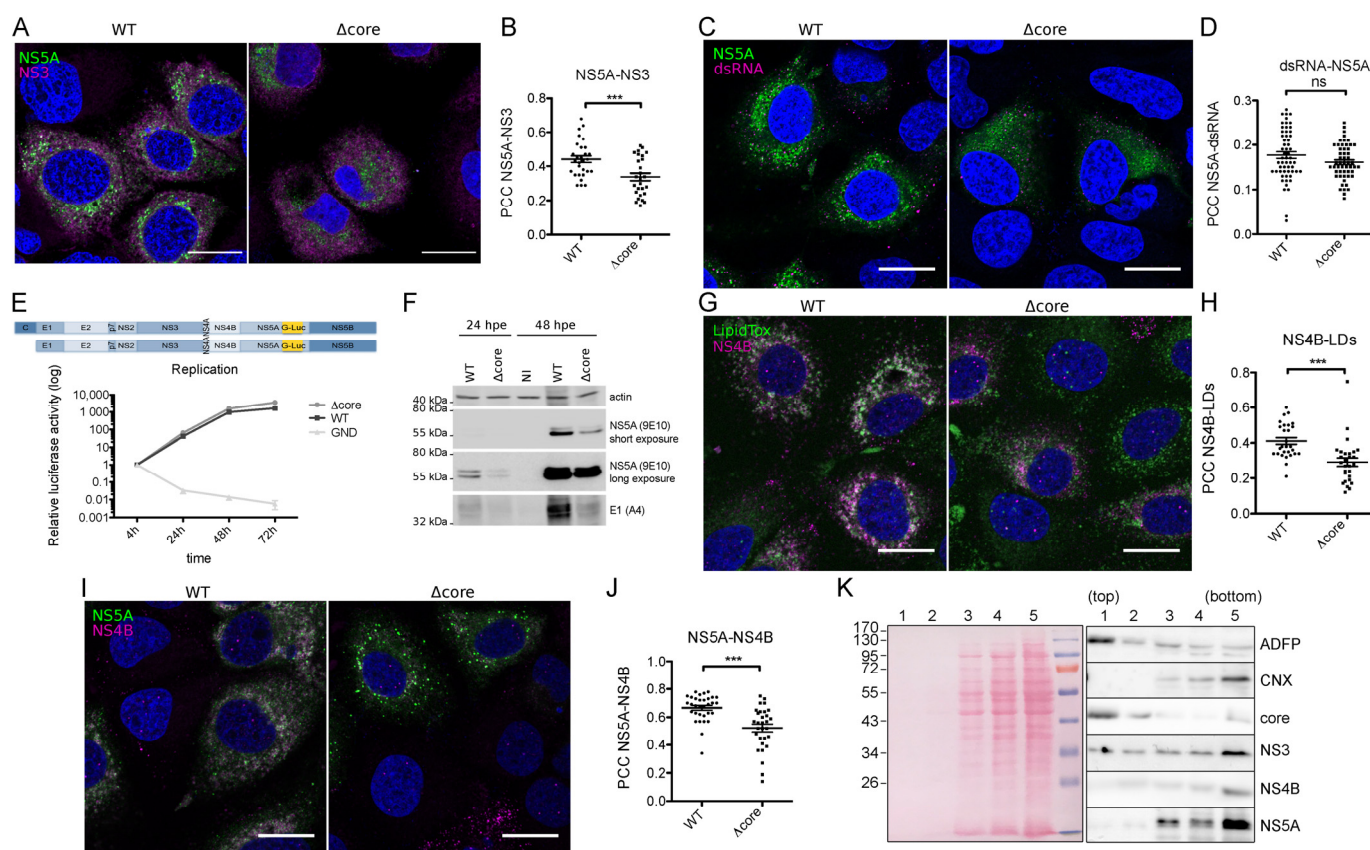 A
WT
Δcore
NS5A
NS3
B
NS5A-NS3
***
PCC NS5A-NS3
0.8
0.6
0.4
0.2
0.0
WT
Δcore
C
WT
Δcore
NS5A
dsRNA
D
dsRNA-NS5A
ns
PCC NS5A-dsRNA
0.3
0.2
0.1
0.0
WT
Δcore
E
C E1 E2 p7 NS2 NS3 NS4A NS4B NS5A G-Luc NS5B
E1 E2 p7 NS2 NS3 NS4A NS4B NS5A G-Luc NS5B
Replication
Relative luciferase activity (log)
10,000
1 000
100
10
1
0.1
0.01
0.001
4h
24h
48h
72h
time
Δcore
WT
GND
F
24 hpe 48 hpe
WT
Δcore
NI
WT
Δcore
40 kDa
actin
80 kDa
55 kDa
NS5A (9E10)
short exposure
80 kDa
55 kDa
NS5A (9E10)
long exposure
32 kDa
E1 (A4)
G
WT
Δcore
LipidTox
NS4B
H
NS4B-LDs
***
PCC NS4B-LDs
0.8
0.6
0.4
0.2
0.0
WT
Δcore
I
WT
Δcore
NS5A
NS4B
J
NS5A-NS4B
***
PCC NS5A-NS4B
1.0
0.8
0.6
0.4
0.2
0.0
WT
Δcore
K
1 2 3 4 5
170
130
95
72
55
43
34
26
(top) (bottom)
1 2 3 4 5
ADFP
CNX
core
NS3
NS4B
NS5A